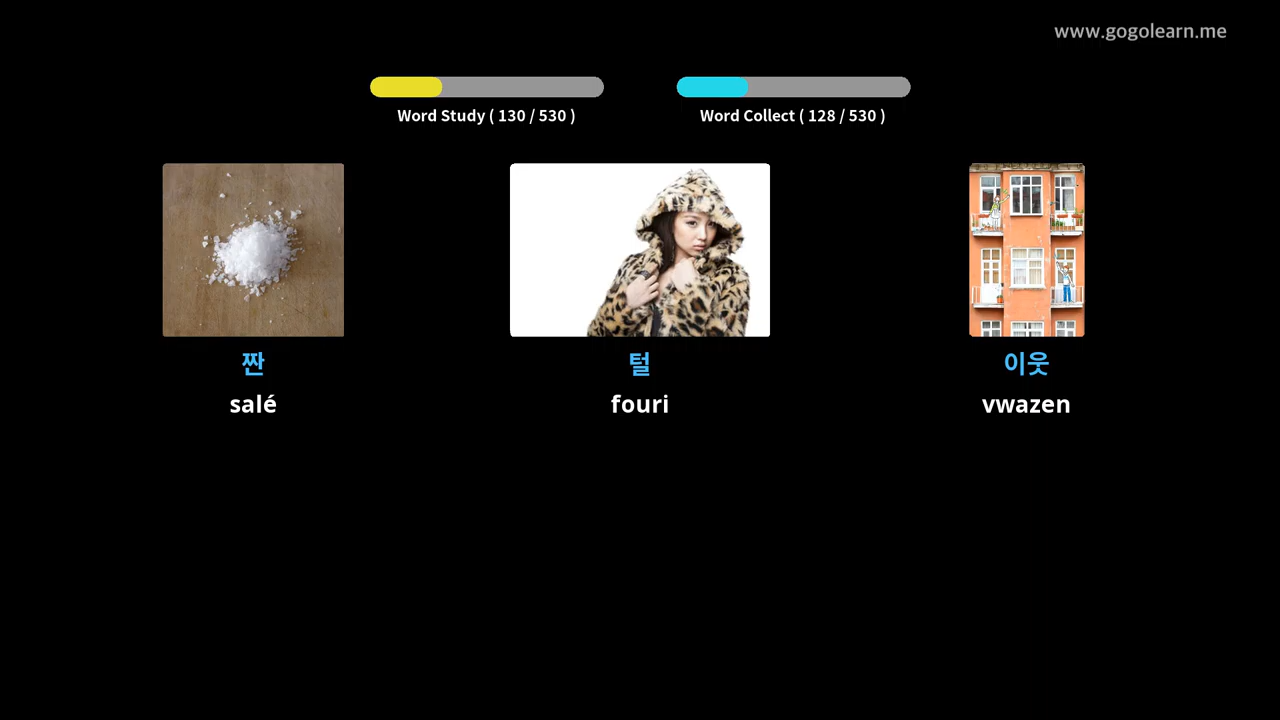 www.gogolearn.me
Word Study ( 130 / 530 )
Word Collect ( 128 / 530 )
짠
털
이웃
salé
fouri
vwazen